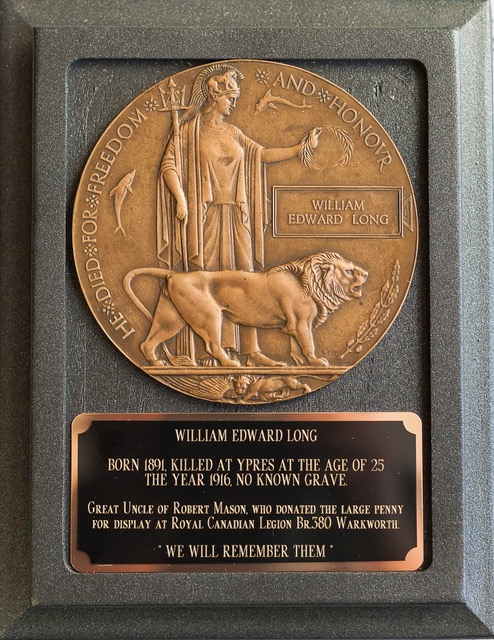 HE ❊ DIED ❊ FOR ❊ FREEDOM ❊ ❊ AND ❊ HONOVR
WILLIAM
EDWARD LONG
WILLIAM EDWARD LONG
BORN 1891, KILLED AT YPRES AT THE AGE OF 25
THE YEAR 1916, NO KNOWN GRAVE.
GREAT UNCLE OF ROBERT MASON, WHO DONATED THE LARGE PENNY
FOR DISPLAY AT ROYAL CANADIAN LEGION BR.380 WARKWORTH.
"WE WILL REMEMBER THEM"